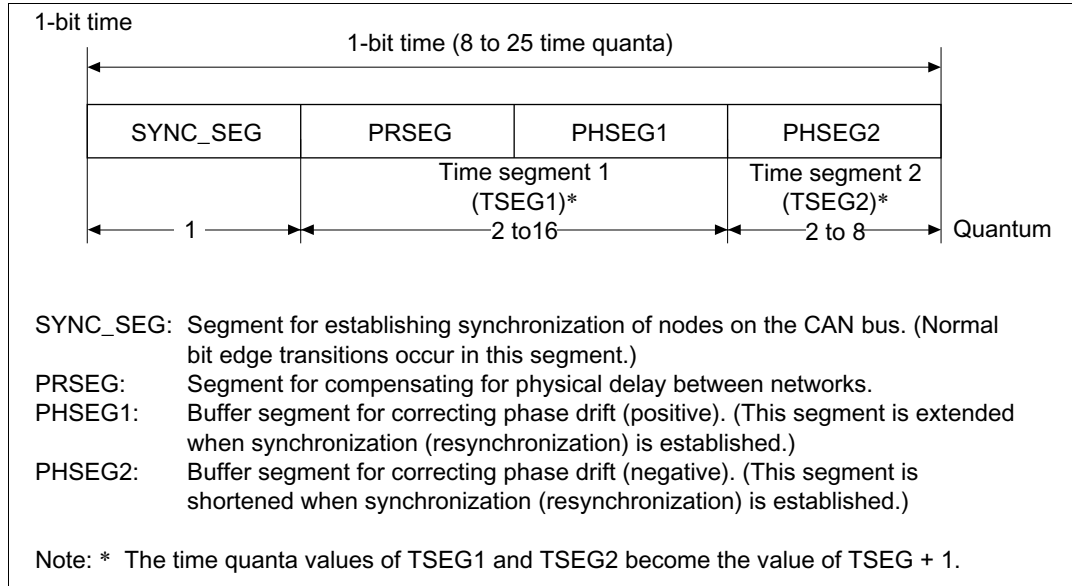 1-bit time
1-bit time (8 to 25 time quanta)
SYNC_SEG PRSEG PHSEG1 PHSEG2
Time segment 1 Time segment 2
(TSEG1)* (TSEG2)*
1 2 to16 2 to 8 Quantum
SYNC_SEG: Segment for establishing synchronization of nodes on the CAN bus. (Normal
bit edge transitions occur in this segment.)
PRSEG: Segment for compensating for physical delay between networks.
PHSEG1: Buffer segment for correcting phase drift (positive). (This segment is extended
when synchronization (resynchronization) is established.)
PHSEG2: Buffer segment for correcting phase drift (negative). (This segment is
shortened when synchronization (resynchronization) is established.)
Note: * The time quanta values of TSEG1 and TSEG2 become the value of TSEG + 1.